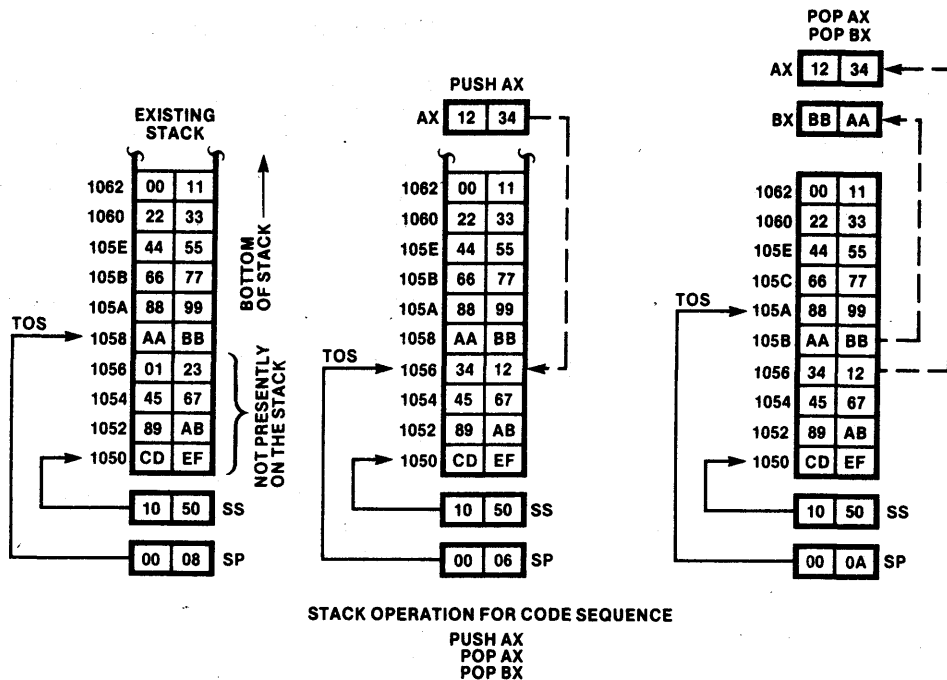 EXISTING
STACK
1062 00 11
1060 22 33
105E 44 55
105B 66 77
105A 88 99
TOS
1058 AA BB
1056 01 23
1054 45 67
1052 89 AB
1050 CD EF
BOTTOM
OF STACK
NOT PRESENTLY
ON THE STACK
10 50 SS
00 08 SP
PUSH AX
AX 12 34
1062 00 11
1060 22 33
105E 44 55
105B 66 77
105A 88 99
1058 AA BB
TOS
1056 34 12
1054 45 67
1052 89 AB
1050 CD EF
10 50 SS
00 06 SP
POP AX
POP BX
AX 12 34
BX BB AA
1062 00 11
1060 22 33
105E 44 55
105C 66 77
TOS
105A 88 99
105B AA BB
1056 34 12
1054 45 67
1052 89 AB
1050 CD EF
10 50 SS
00 0A SP
STACK OPERATION FOR CODE SEQUENCE
PUSH AX
POP AX
POP BX